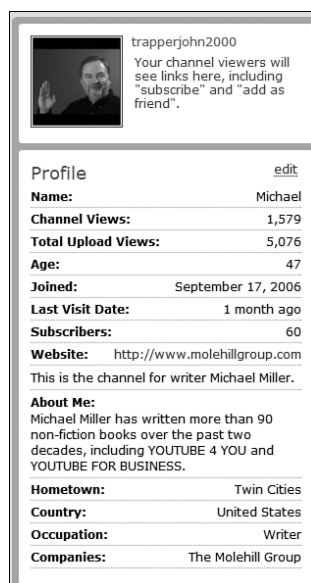 trapperjohn2000
Your channel viewers will
see links here, including
"subscribe" and "add as
friend".
Profile edit
Name: Michael
Channel Views: 1,579
Total Upload Views: 5,076
Age: 47
Joined: September 17, 2006
Last Visit Date: 1 month ago
Subscribers: 60
Website: http://www.molehillgroup.com
This is the channel for writer Michael Miller.
About Me:
Michael Miller has written more than 90
non-fiction books over the past two
decades, including YOUTUBE 4 YOU and
YOUTUBE FOR BUSINESS.
Hometown: Twin Cities
Country: United States
Occupation: Writer
Companies: The Molehill Group